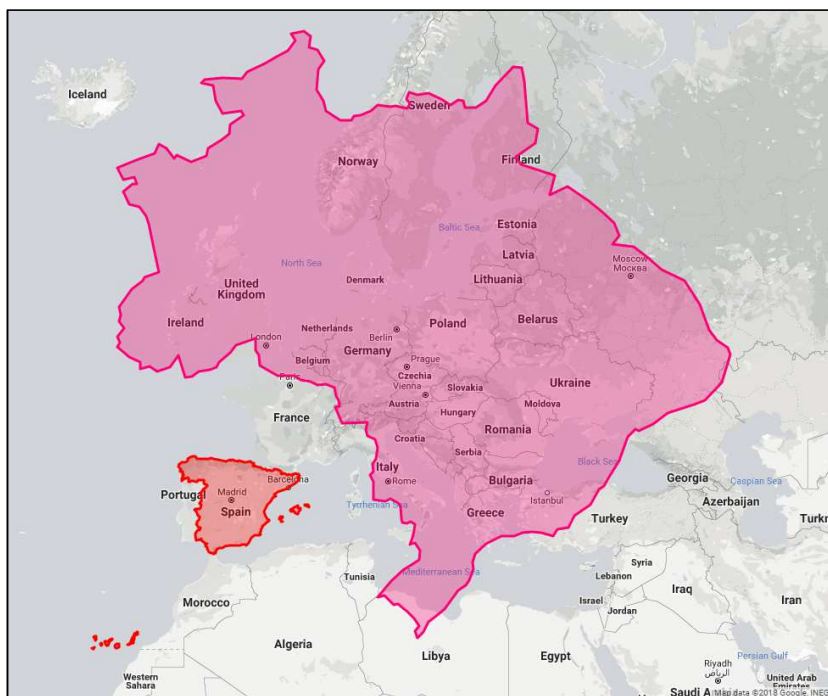 Iceland
Sweden
Norway
Finland
Estonia
Baltic Sea
Latvia
Moscow
Москва
North Sea
Denmark
Lithuania
United
Kingdom
Ireland
Belarus
Netherlands
Berlin
Poland
London
Germany
Belgium
Prague
Czechia
Paris
Vienna
Slovakia
Ukraine
Austria
Hungary
Moldova
France
Romania
Croatia
Serbia
Italy
Black Sea
Rome
Bulgaria
Georgia
Caspian Sea
Barcelona
Portugal
Madrid
Spain
Tyrrhenian Sea
Istanbul
Azerbaijan
Greece
Turkey
Turkm
Mediterranean Sea
Tunisia
Syria
Lebanon
Iraq
Morocco
Israel
Jordan
Iran
Algeria
Libya
Egypt
Persian Gulf
Western
Sahara
Riyadh
الرياض
United Arab
Emirates
Saudi A
Map data ©2018 Google, INEGI